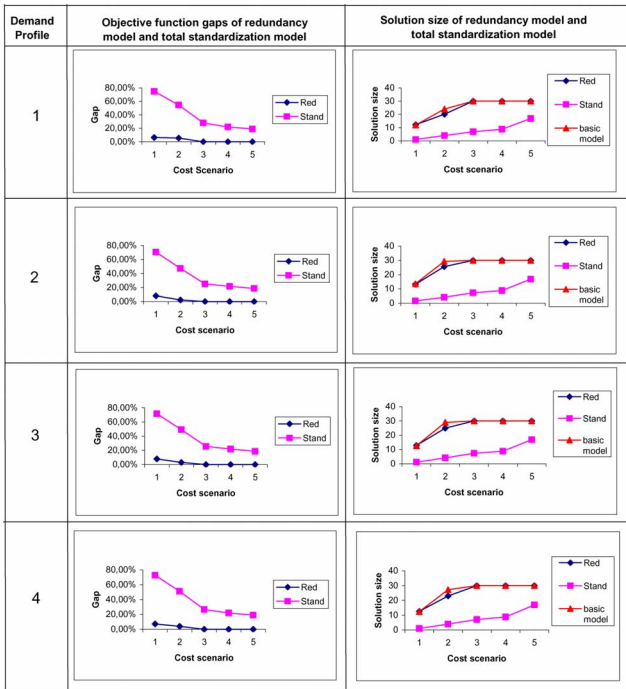 Demand
Profile
Objective function gaps of redundancy
model and total standardization model
Solution size of redundancy model and
total standardization model
1
80,00%
60,00%
40,00%
20,00%
0,00%
Gap
1 2 3 4 5
Cost Scenario
Red
Stand
40
30
20
10
0
Solution size
1 2 3 4 5
Cost scenario
Red
Stand
basic
model
2
80,00%
60,00%
40,00%
20,00%
0,00%
Gap
1 2 3 4 5
Cost scenario
Red
Stand
40
30
20
10
0
Solution size
1 2 3 4 5
Cost scenario
Red
Stand
basic
model
3
80,00%
60,00%
40,00%
20,00%
0,00%
Gap
1 2 3 4 5
Cost scenario
Red
Stand
40
30
20
10
0
Solution size
1 2 3 4 5
Cost scenario
Red
Stand
basic
model
4
80,00%
60,00%
40,00%
20,00%
0,00%
Gap
1 2 3 4 5
Cost scenario
Red
Stand
40
30
20
10
0
Solution size
1 2 3 4 5
Cost scenario
Red
Stand
basic
model